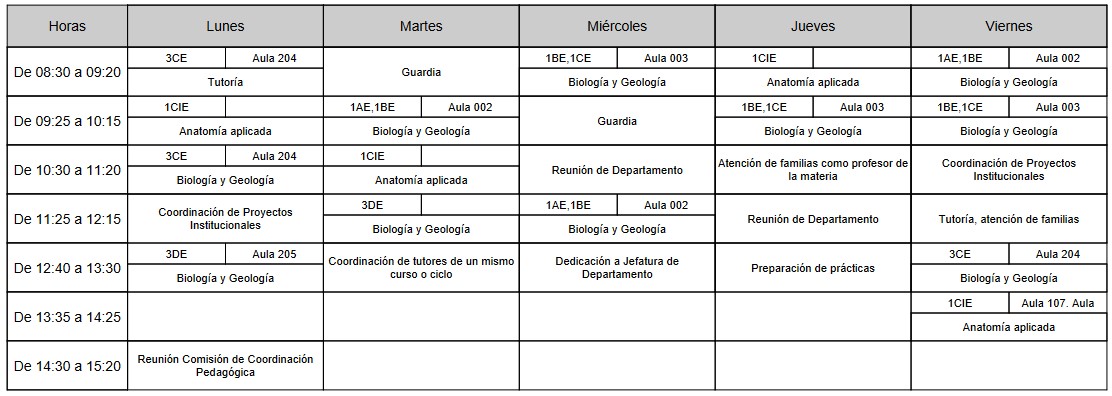 Horas Lunes Martes Miércoles Jueves Viernes
De 08:30 a 09:20
3CE Aula 204
Tutoría
Guardia
1BE,1CE Aula 003
Biología y Geología
1CIE
Anatomía aplicada
1AE,1BE Aula 002
Biología y Geología
De 09:25 a 10:15
1CIE
Anatomía aplicada
1AE,1BE Aula 002
Biología y Geología
Guardia
1BE,1CE Aula 003
Biología y Geología
1BE,1CE Aula 003
Biología y Geología
De 10:30 a 11:20
3CE Aula 204
Biología y Geología
1CIE
Anatomía aplicada
Reunión de Departamento
Atención de familias como profesor de
la materia
Coordinación de Proyectos
Institucionales
De 11:25 a 12:15
Coordinación de Proyectos
Institucionales
3DE
Biología y Geología
1AE,1BE Aula 002
Biología y Geología
Reunión de Departamento
Tutoría, atención de familias
De 12:40 a 13:30
3DE Aula 205
Biología y Geología
Coordinación de tutores de un mismo
curso o ciclo
Dedicación a Jefatura de
Departamento
Preparación de prácticas
3CE Aula 204
Biología y Geología
De 13:35 a 14:25
1CIE Aula 107. Aula
Anatomía aplicada
De 14:30 a 15:20
Reunión Comisión de Coordinación
Pedagógica